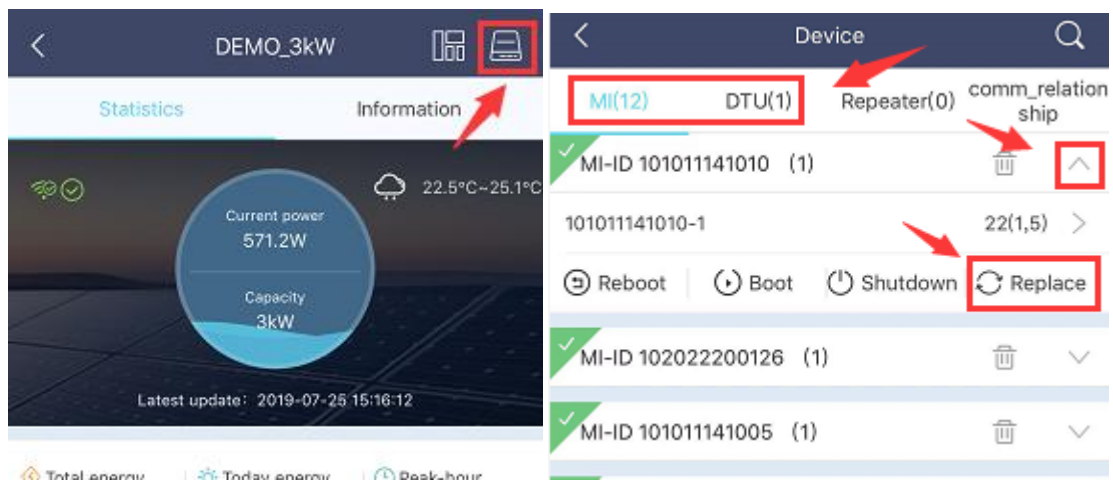 DEMO_3kW
Statistics
Information
22.5°C~25.1°C
Current power
571.2W
Capacity
3kW
Latest update: 2019-07-25 15:16:12
Total energy
Today energy
Peak-hour
Device
MI(12)
DTU(1)
Repeater(0)
comm_relation
ship
MI-ID 101011141010 (1)
101011141010-1
22(1,5)
Reboot
Boot
Shutdown
Replace
MI-ID 102022200126 (1)
MI-ID 101011141005 (1)